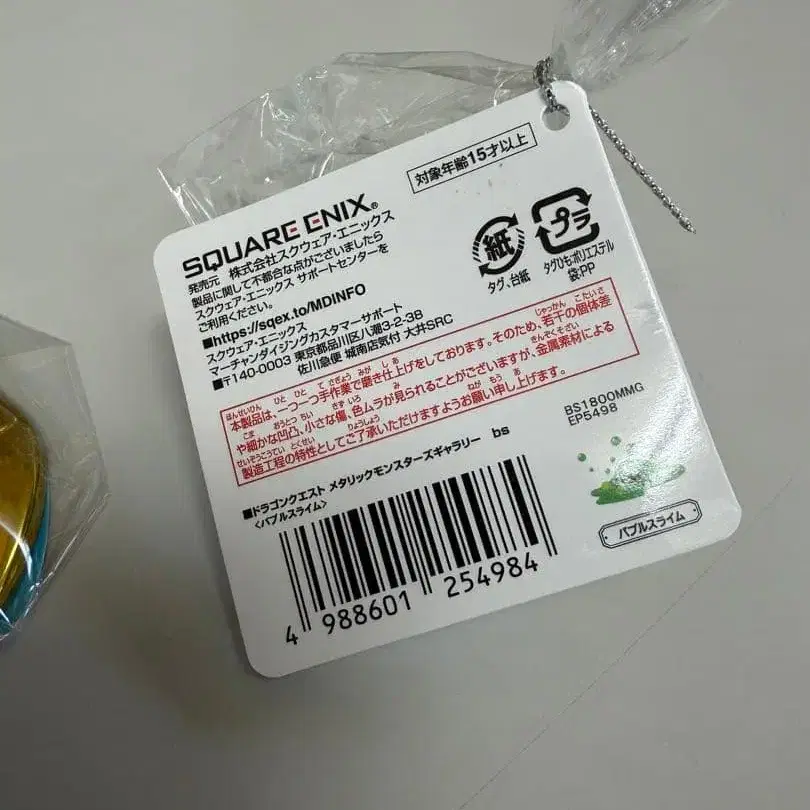 対象年齢15才以上
SQUARE ENIX®
発売元 株式会社スクウェア・エニックス
製品に関して不都合な点がございましたら
スクウェア・エニックス サポートセンターを
ご利用ください。
■https://sqex.to/MDINFO
スクウェア・エニックス
マーチャンダイジングカスタマーサポート
■〒140-0003 東京都品川区八潮3-2-38
佐川急便 城南店気付 大井SRC
紙
タグ、台紙
プラ
タグひも:ポリエステル
袋:PP
本製品は、一つ一つ手作業で磨き仕上げをしております。そのため、若干の個体差
や細かな凹凸、小さな傷、色ムラが見られることがございますが、金属素材による
製造工程の特性としてご了承いただけますようお願い申し上げます。
BS1800MMG
EP5498
■ドラゴンクエスト メタリックモンスターズギャラリー bs
<バブルスライム>
バブルスライム
4 988601 254984